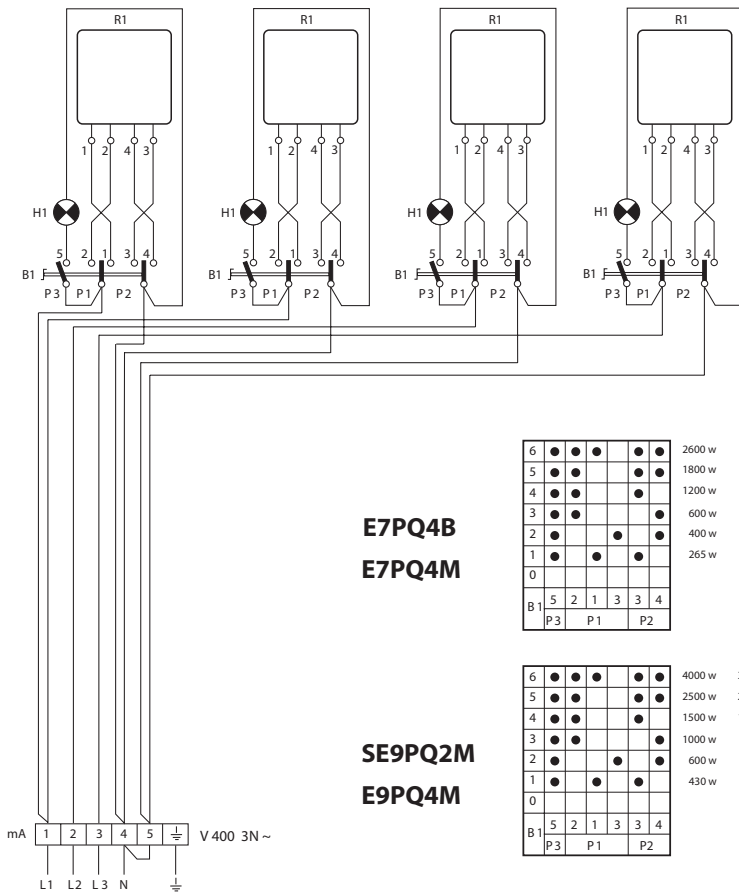 R1 R1 R1 R1
1 2 4 3 1 2 4 3 1 2 4 3 1 2 4 3
H1 H1 H1 H1
5 2 1 3 4 5 2 1 3 4 5 2 1 3 4 5 2 1 3 4
B1 B1 B1 B1
P3 P1 P2 P3 P1 P2 P3 P1 P2 P3 P1 P2
E7PQ4B
E7PQ4M
6 2600 w
5 1800 w
4 1200 w
3 600 w
2 400 w
1 265 w
0
B1 5 2 1 3 3 4
P3 P1 P2
SE9PQ2M
E9PQ4M
6 4000 w
5 2500 w
4 1500 w
3 1000 w
2 600 w
1 430 w
0
B1 5 2 1 3 3 4
P3 P1 P2
mA 1 2 3 4 5 V 400 3N ~
L1 L2 L3 N